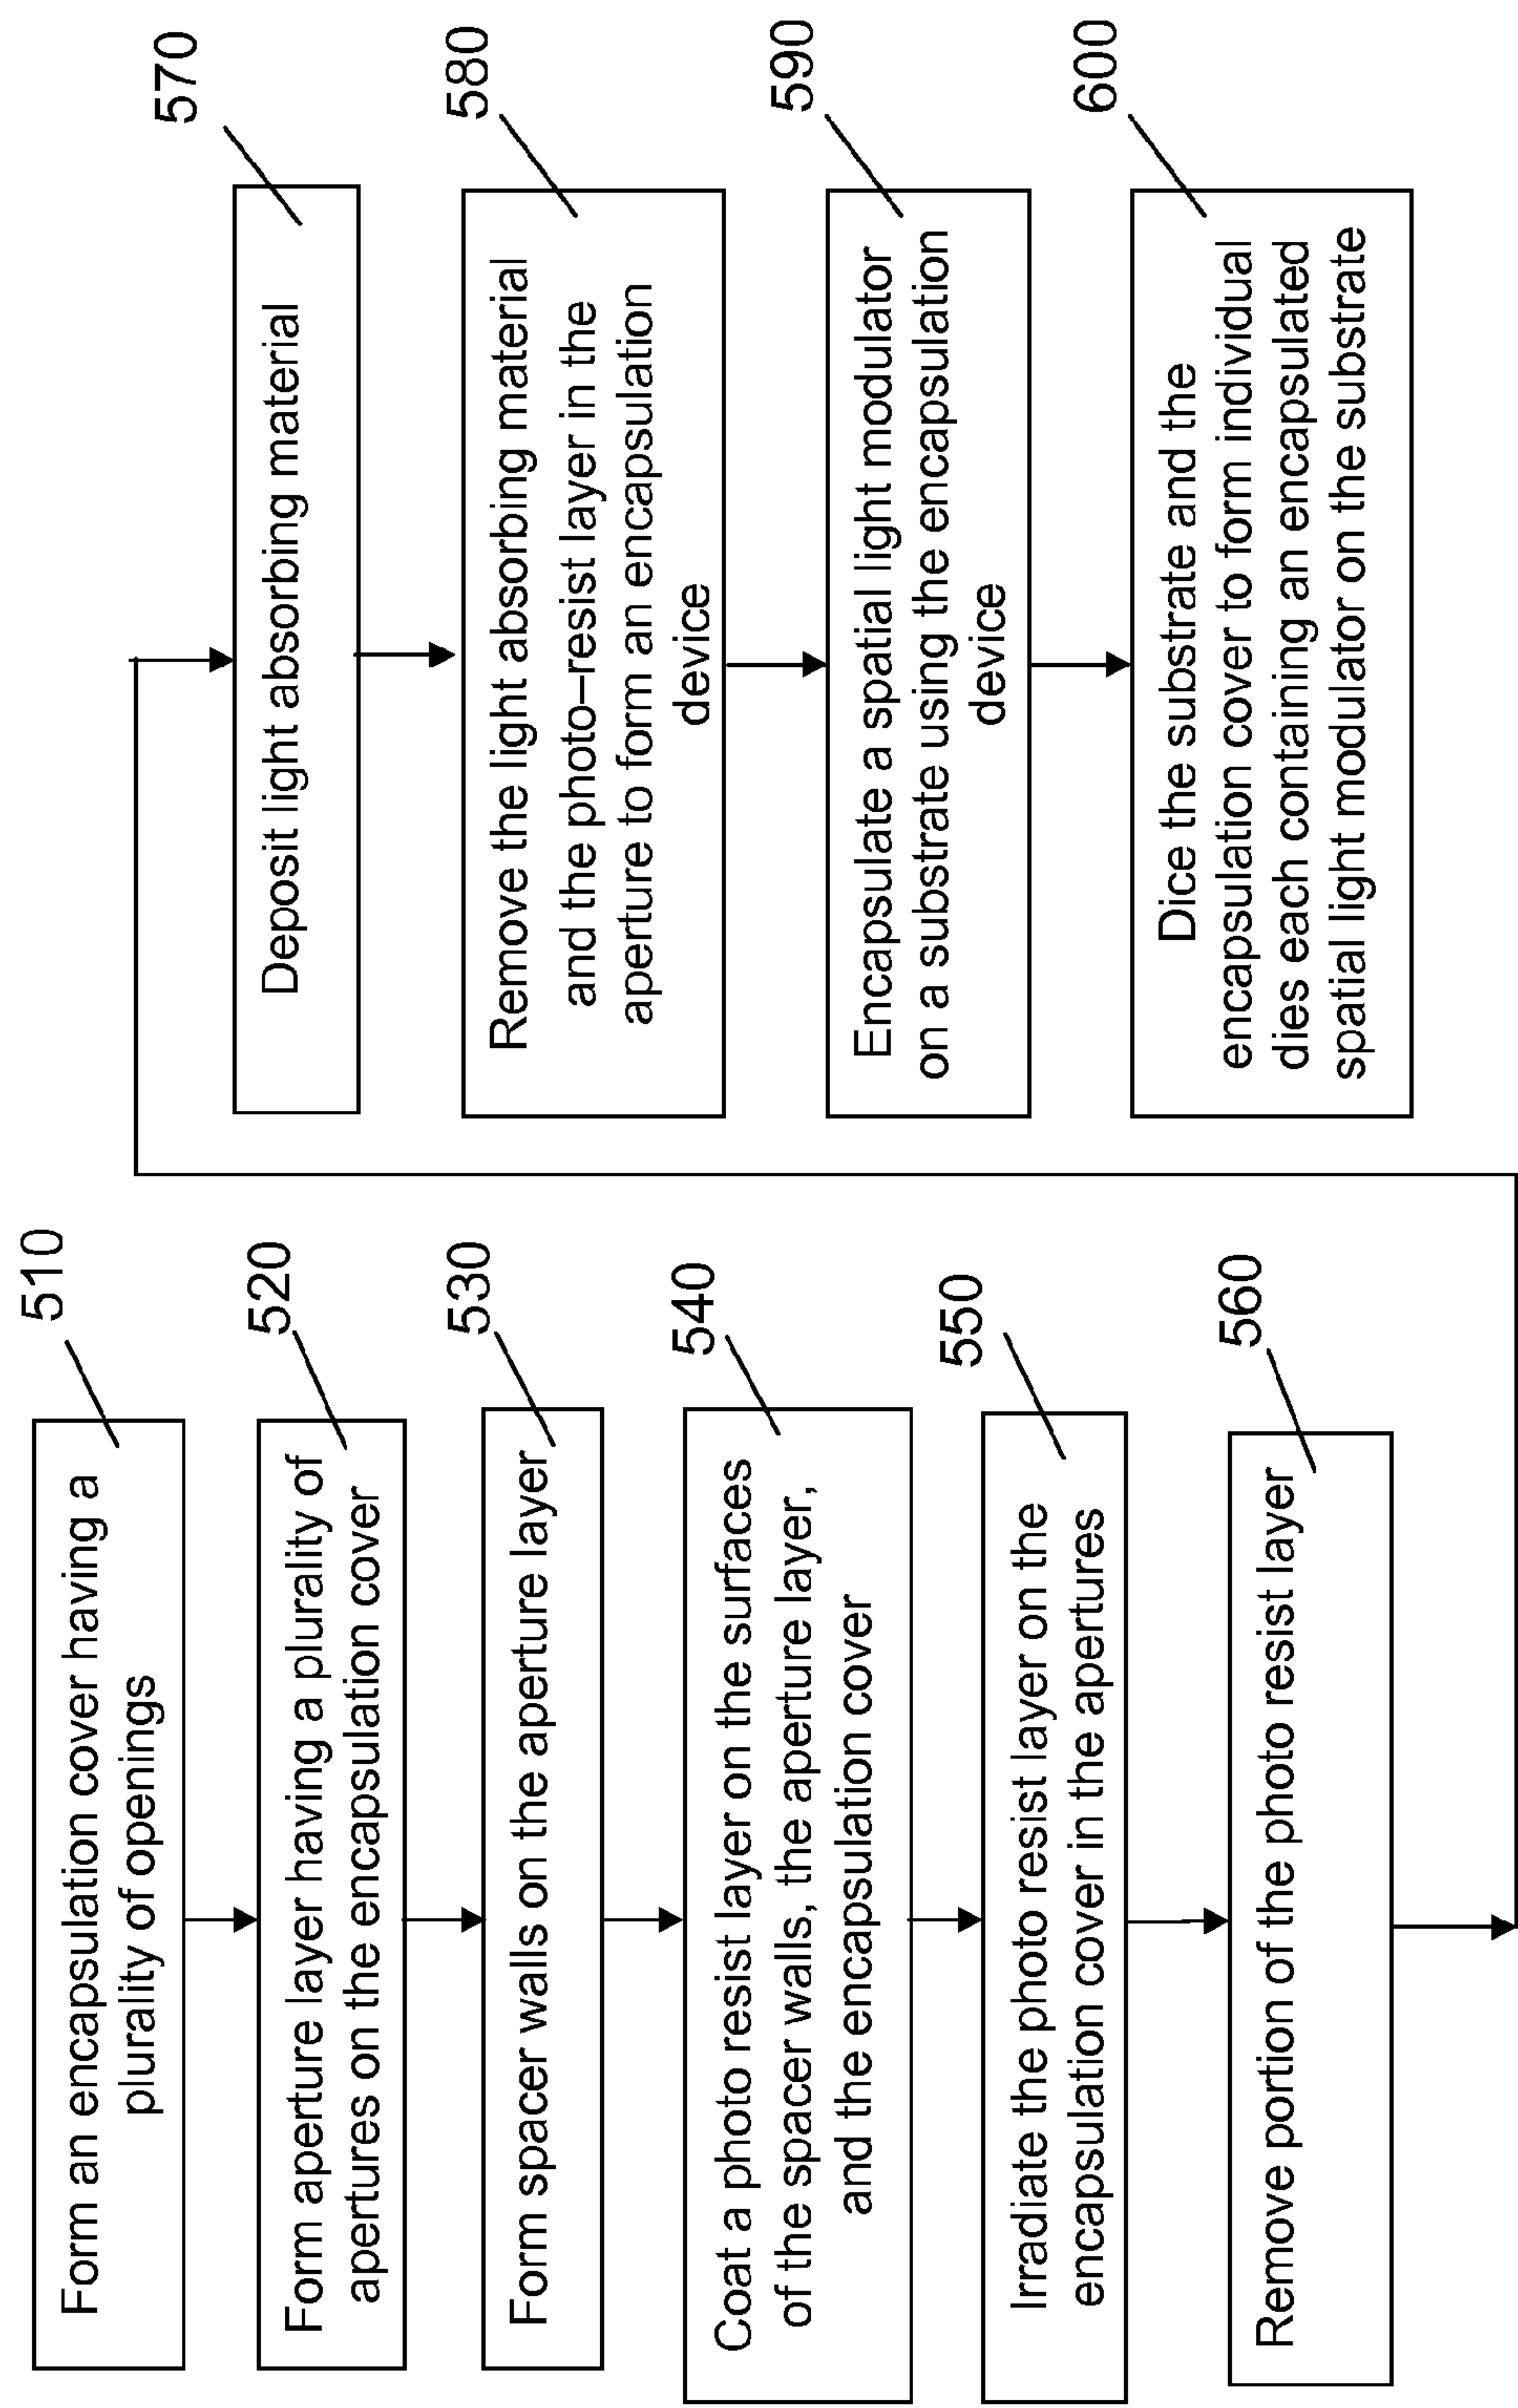 510
Form an encapsulation cover having a
plurality of openings
520
Form aperture layer having a plurality of
apertures on the encapsulation cover
530
Form spacer walls on the aperture layer
540
Coat a photo resist layer on the surfaces
of the spacer walls, the aperture layer,
and the encapsulation cover
550
Irradiate the photo resist layer on the
encapsulation cover in the apertures
560
Remove portion of the photo resist layer
570
Deposit light absorbing material
580
Remove the light absorbing material
and the photo–resist layer in the
aperture to form an encapsulation
device
590
Encapsulate a spatial light modulator
on a substrate using the encapsulation
device
600
Dice the substrate and the
encapsulation cover to form individual
dies each containing an encapsulated
spatial light modulator on the substrate